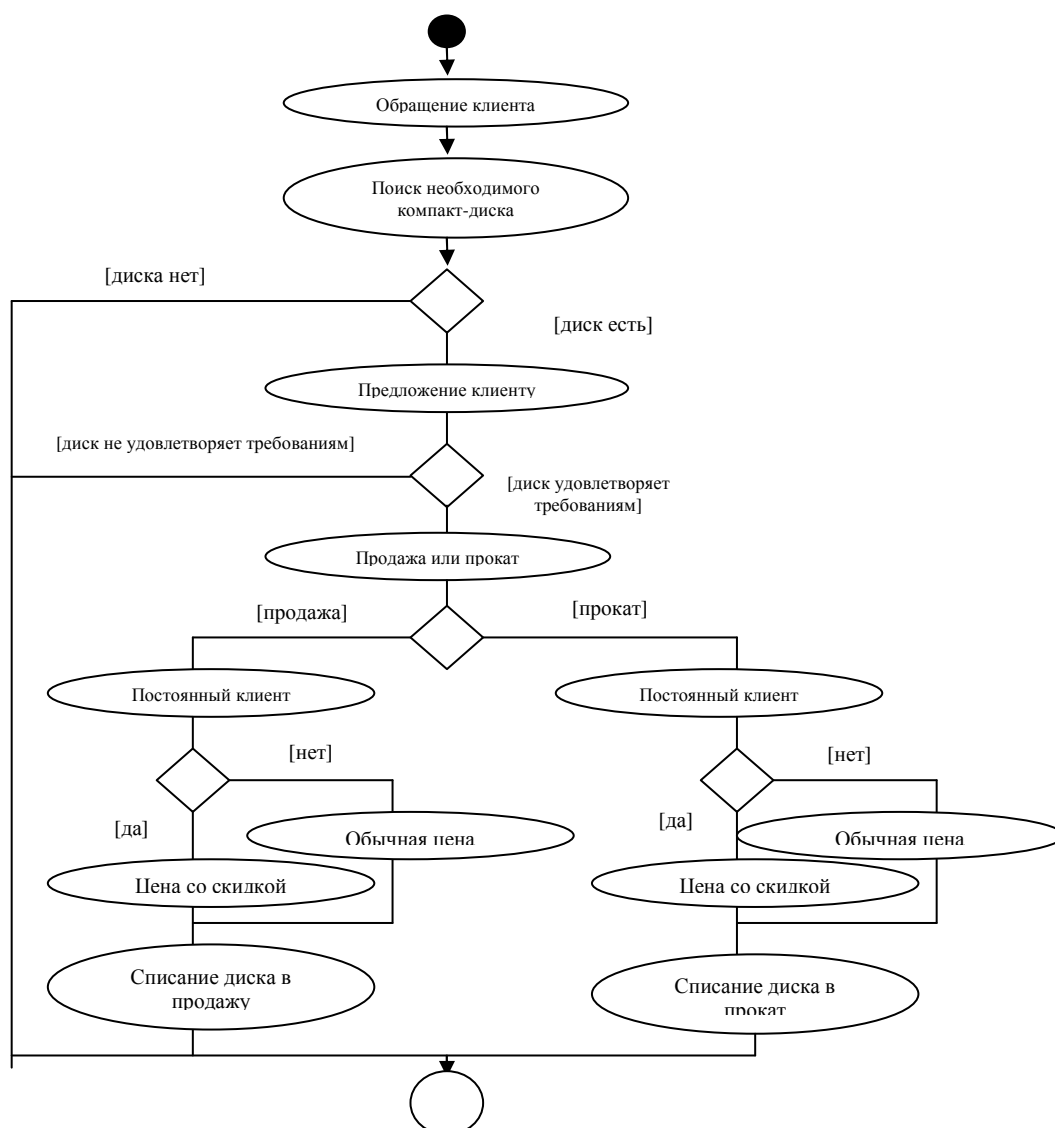 Обращение клиента
Поиск необходимого
компакт-диска
[диска нет]
[диск есть]
Предложение клиенту
[диск не удовлетворяет требованиям]
[диск удовлетворяет
требованиям]
Продажа или прокат
[продажа]
[прокат]
Постоянный клиент
Постоянный клиент
[нет]
[нет]
[да]
Обычная цена
[да]
Обычная цена
Цена со скидкой
Цена со скидкой
Списание диска в
продажу
Списание диска в
прокат